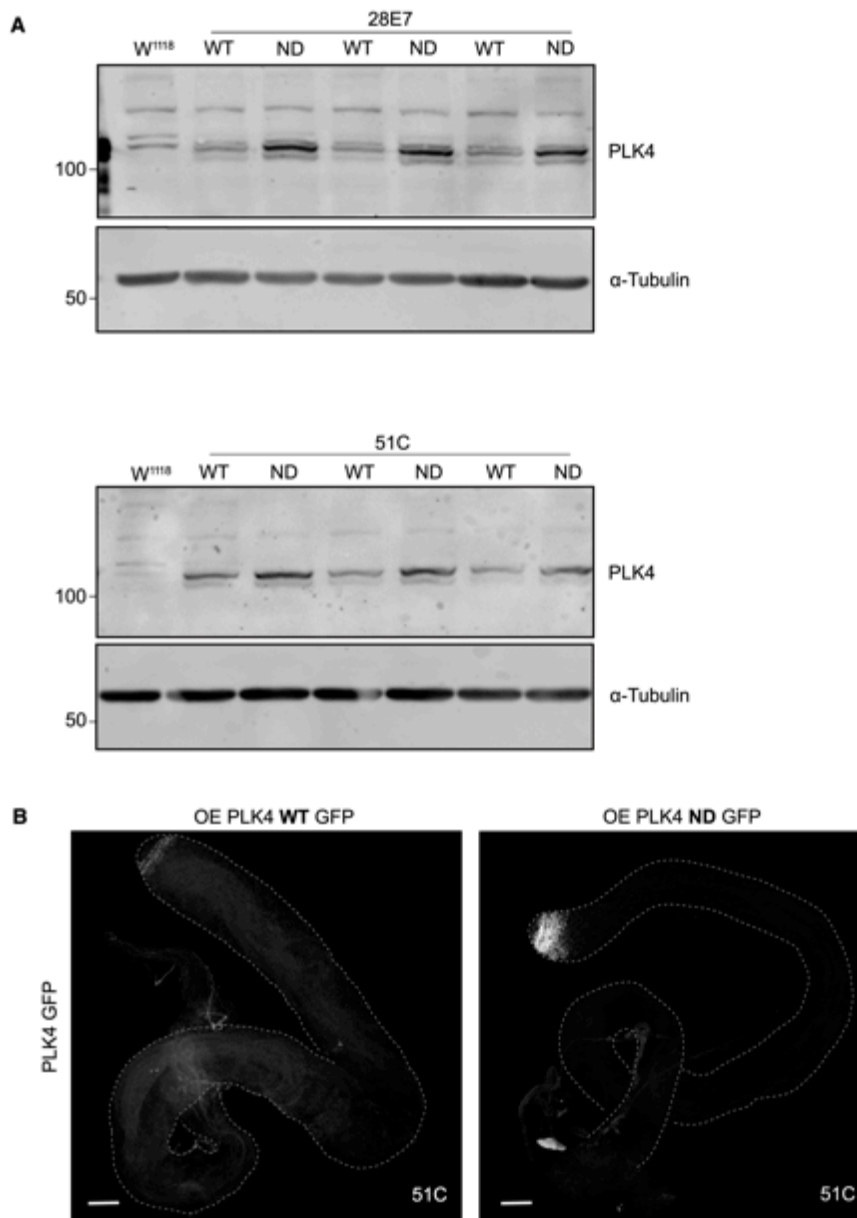 A
28E7
W1118 WT ND WT ND WT ND
PLK4
100
α-Tubulin
50
51C
W1118 WT ND WT ND WT ND
PLK4
100
α-Tubulin
50
B
OE PLK4 WT GFP
OE PLK4 ND GFP
PLK4 GFP
51C
51C